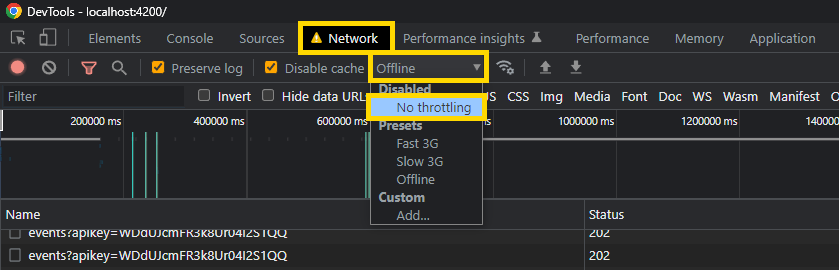 DevTools - localhost:4200/
Elements Console Sources Network Performance insights Performance Memory Application
Preserve log Disable cache Offline
Disabled
Filter Invert Hide data URL No throttling JS CSS Img Media Font Doc WS Wasm Manifest O
Presets
200000 ms 400000 ms 600000 ms 1000000 ms 1200000 ms 140000
Fast 3G
Slow 3G
Offline
Custom
Add...
Name Status
events?apikey=WDdUJcmFR3k8Ur04I2S1QQ 202
events?apikey=WDdUJcmFR3k8Ur04I2S1QQ 202